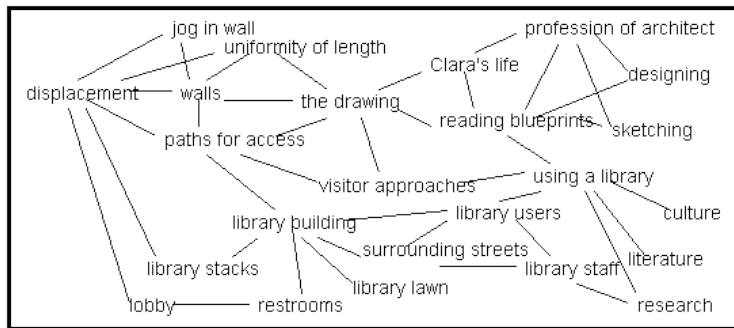 jog in wall
profession of architect
uniformity of length
Clara's life
designing
displacement
walls
the drawing
reading blueprints
sketching
paths for access
visitor approaches
using a library
library building
library users
culture
surrounding streets
literature
library stacks
library staff
library lawn
lobby
restrooms
research